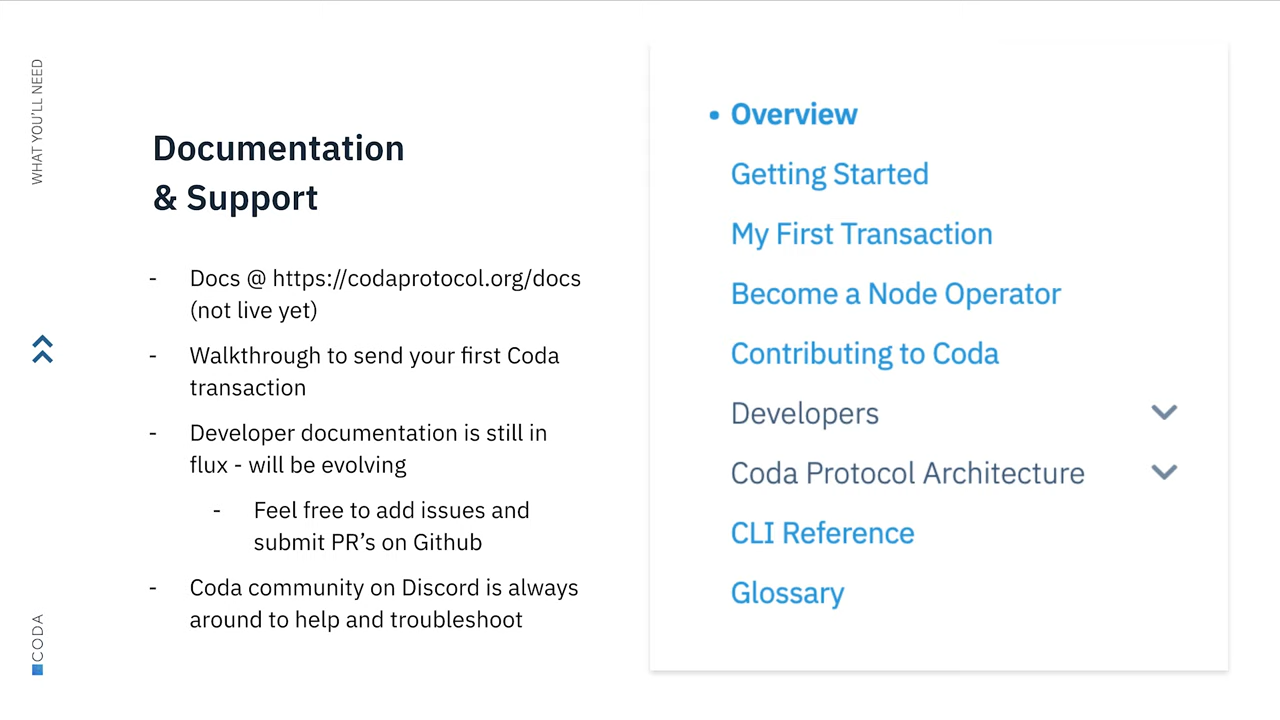 WHAT YOU'LL NEED
Documentation
& Support
- Docs @ https://codaprotocol.org/docs
(not live yet)
- Walkthrough to send your first Coda
transaction
- Developer documentation is still in
flux - will be evolving
- Feel free to add issues and
submit PR’s on Github
- Coda community on Discord is always
around to help and troubleshoot
CODA
• Overview
Getting Started
My First Transaction
Become a Node Operator
Contributing to Coda
Developers
Coda Protocol Architecture
CLI Reference
Glossary